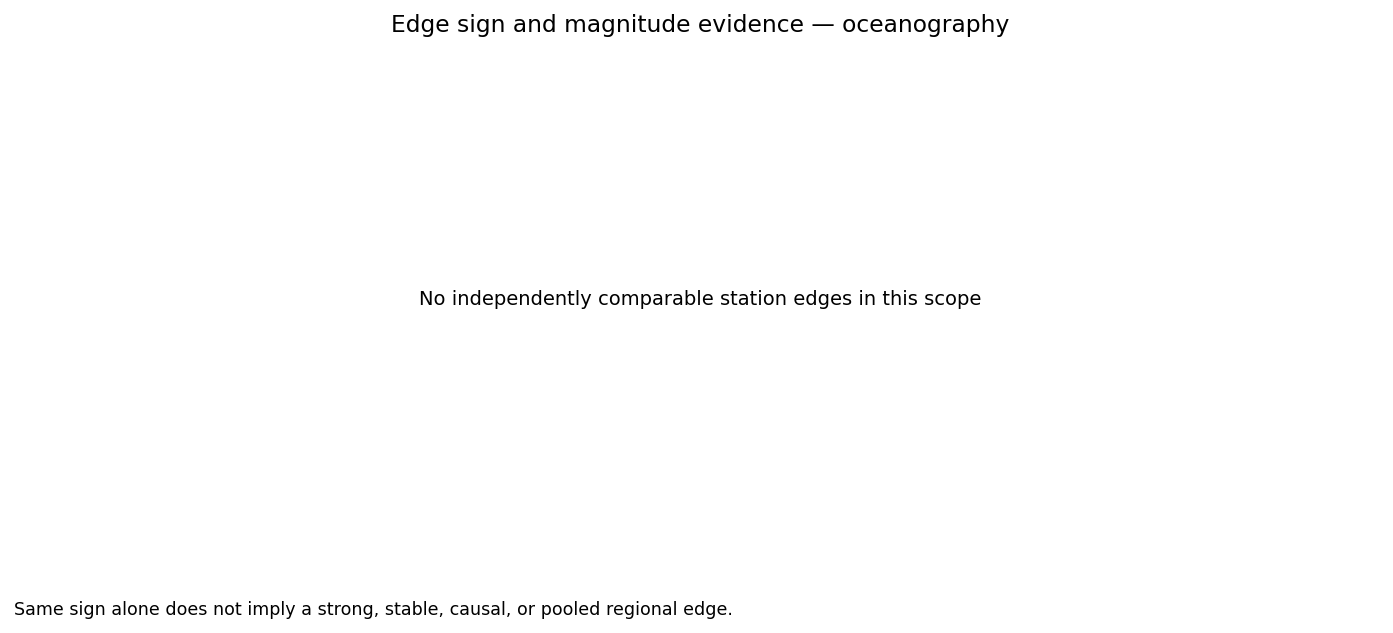 Edge sign and magnitude evidence — oceanography
No independently comparable station edges in this scope
Same sign alone does not imply a strong, stable, causal, or pooled regional edge.